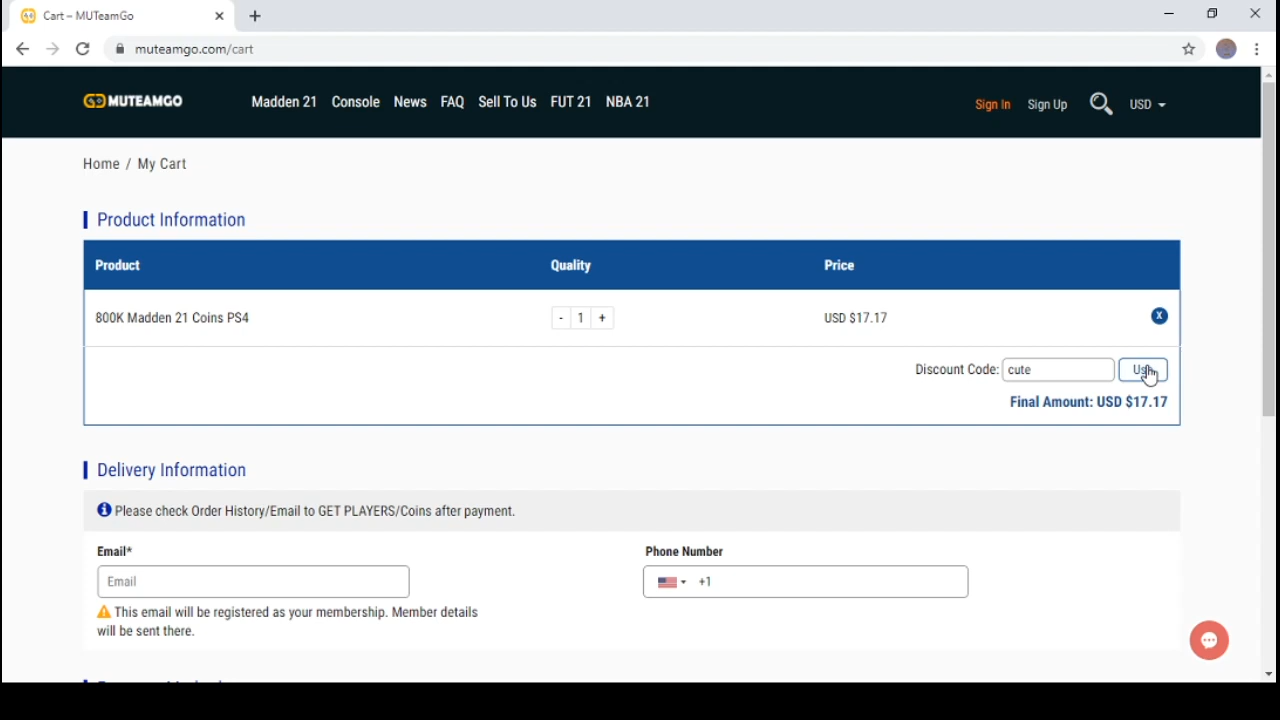 Cart – MUTeamGo
muteamgo.com/cart
MUTEAMGO Madden 21 Console News FAQ Sell To Us FUT 21 NBA 21 Sign In Sign Up USD
Home / My Cart
Product Information
Product Quality Price
800K Madden 21 Coins PS4 - 1 + USD $17.17 X
Discount Code: cute
Final Amount: USD $17.17
Delivery Information
Please check Order History/Email to GET PLAYERS/Coins after payment.
Email* Phone Number
Email +1
This email will be registered as your membership. Member details
will be sent there.